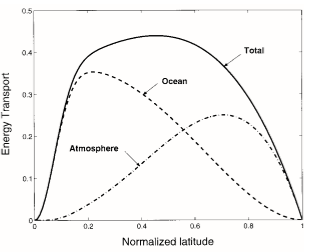 0.5
0.4
0.3
0.2
0.1
0
0
0.2
0.4
0.6
0.8
1
Energy Transport
Normalized latitude
Total
Ocean
Atmosphere